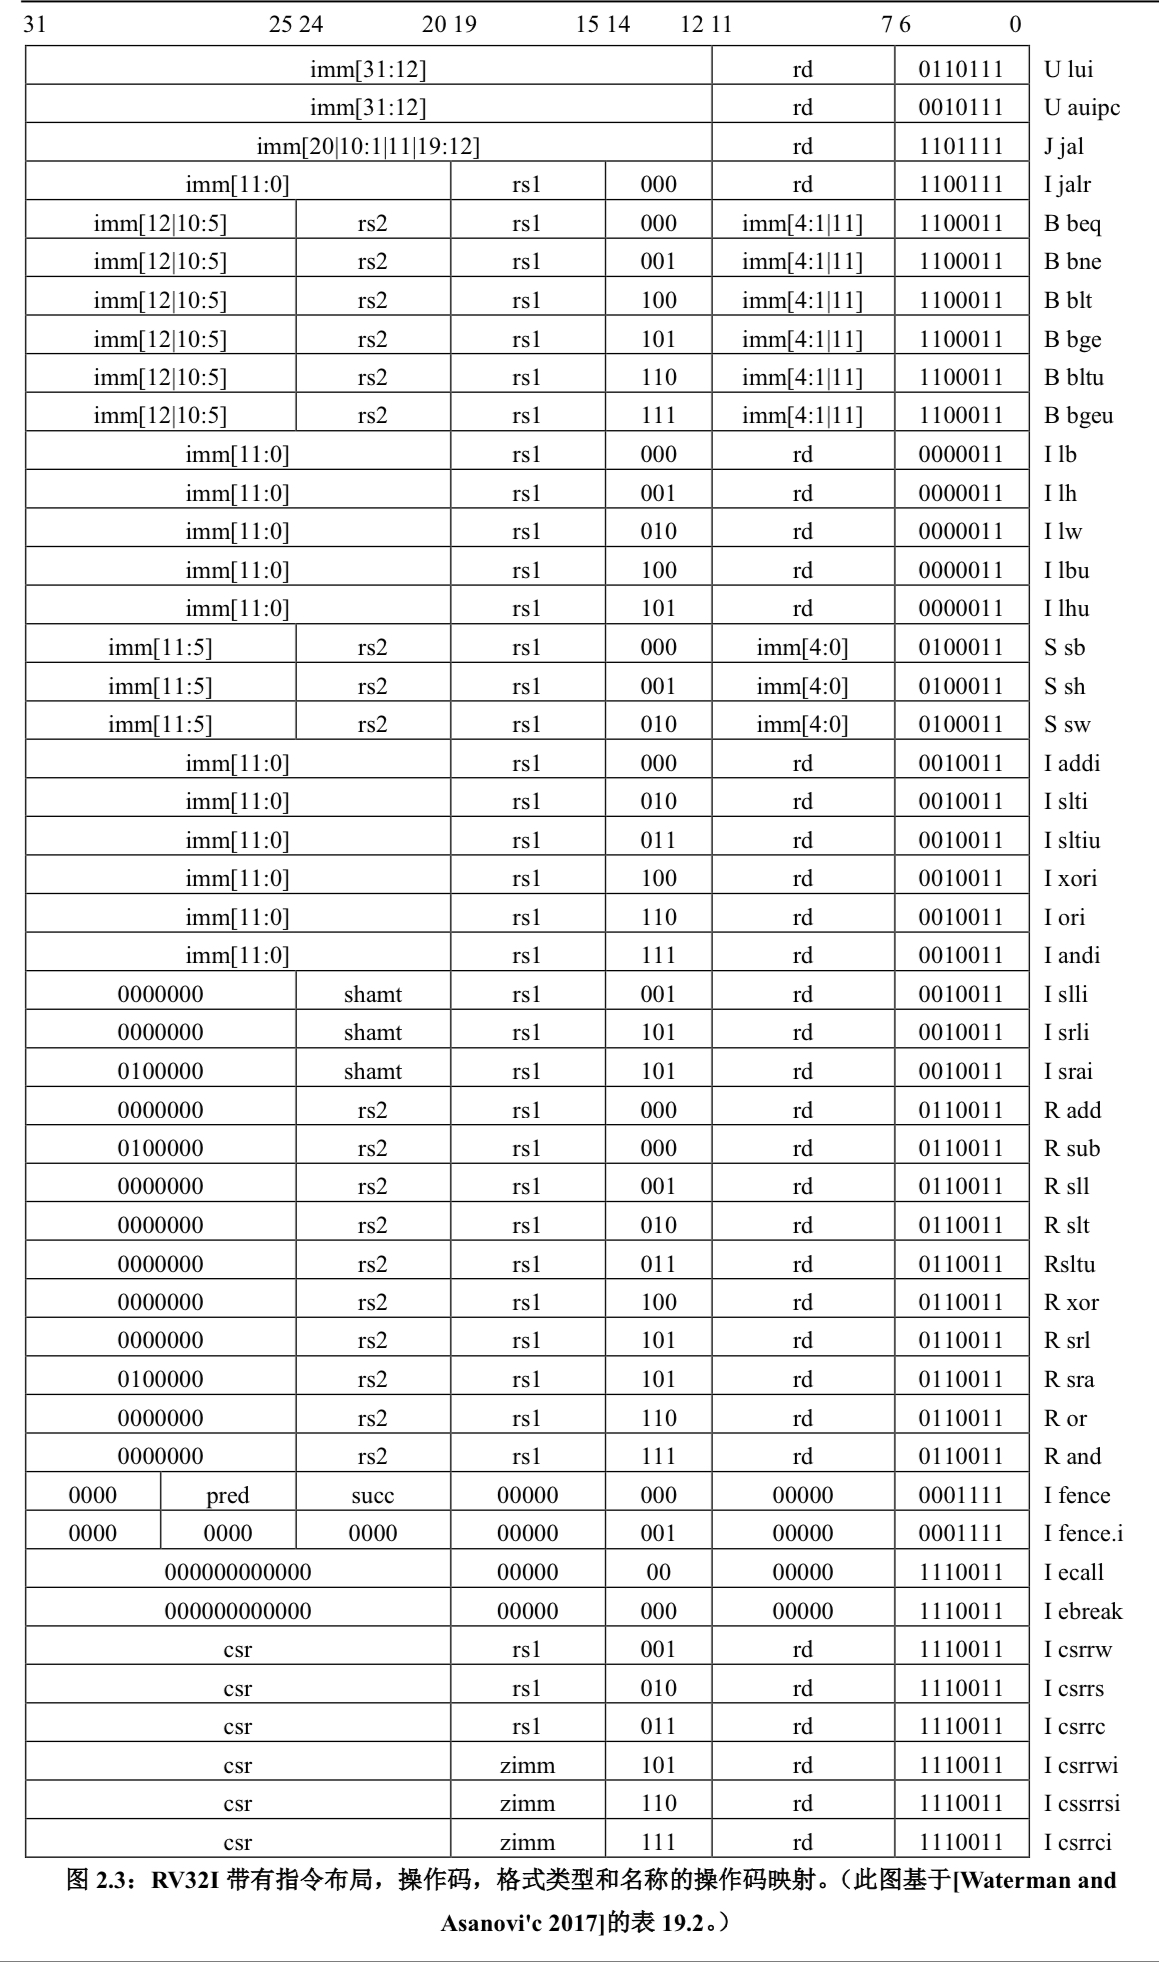 31 25 24 20 19 15 14 12 11 7 6 0
imm[31:12] rd 0110111 U lui
imm[31:12] rd 0010111 U auipc
imm[20|10:1|11|19:12] rd 1101111 J jal
imm[11:0] rs1 000 rd 1100111 I jalr
imm[12|10:5] rs2 rs1 000 imm[4:1|11] 1100011 B beq
imm[12|10:5] rs2 rs1 001 imm[4:1|11] 1100011 B bne
imm[12|10:5] rs2 rs1 100 imm[4:1|11] 1100011 B blt
imm[12|10:5] rs2 rs1 101 imm[4:1|11] 1100011 B bge
imm[12|10:5] rs2 rs1 110 imm[4:1|11] 1100011 B bltu
imm[12|10:5] rs2 rs1 111 imm[4:1|11] 1100011 B bgeu
imm[11:0] rs1 000 rd 0000011 I lb
imm[11:0] rs1 001 rd 0000011 I lh
imm[11:0] rs1 010 rd 0000011 I lw
imm[11:0] rs1 100 rd 0000011 I lbu
imm[11:0] rs1 101 rd 0000011 I lhu
imm[11:5] rs2 rs1 000 imm[4:0] 0100011 S sb
imm[11:5] rs2 rs1 001 imm[4:0] 0100011 S sh
imm[11:5] rs2 rs1 010 imm[4:0] 0100011 S sw
imm[11:0] rs1 000 rd 0010011 I addi
imm[11:0] rs1 010 rd 0010011 I slti
imm[11:0] rs1 011 rd 0010011 I sltiu
imm[11:0] rs1 100 rd 0010011 I xori
imm[11:0] rs1 110 rd 0010011 I ori
imm[11:0] rs1 111 rd 0010011 I andi
0000000 shamt rs1 001 rd 0010011 I slli
0000000 shamt rs1 101 rd 0010011 I srli
0100000 shamt rs1 101 rd 0010011 I srai
0000000 rs2 rs1 000 rd 0110011 R add
0100000 rs2 rs1 000 rd 0110011 R sub
0000000 rs2 rs1 001 rd 0110011 R sll
0000000 rs2 rs1 010 rd 0110011 R slt
0000000 rs2 rs1 011 rd 0110011 Rsltu
0000000 rs2 rs1 100 rd 0110011 R xor
0000000 rs2 rs1 101 rd 0110011 R srl
0100000 rs2 rs1 101 rd 0110011 R sra
0000000 rs2 rs1 110 rd 0110011 R or
0000000 rs2 rs1 111 rd 0110011 R and
0000 pred succ 00000 000 00000 0001111 I fence
0000 0000 0000 00000 001 00000 0001111 I fence.i
000000000000 00000 00 00000 1110011 I ecall
000000000000 00000 000 00000 1110011 I ebreak
csr rs1 001 rd 1110011 I csrrw
csr rs1 010 rd 1110011 I csrrs
csr rs1 011 rd 1110011 I csrrc
csr zimm 101 rd 1110011 I csrrwi
csr zimm 110 rd 1110011 I cssrrsi
csr zimm 111 rd 1110011 I csrrci
图 2.3：RV32I 带有指令布局，操作码，格式类型和名称的操作码映射。（此图基于[Waterman and
Asanovi'c 2017]的表 19.2。）